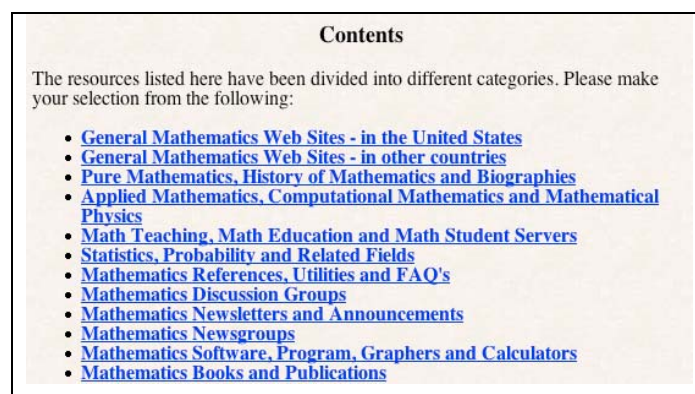 Contents
The resources listed here have been divided into different categories. Please make
your selection from the following:
• General Mathematics Web Sites - in the United States
• General Mathematics Web Sites - in other countries
• Pure Mathematics, History of Mathematics and Biographies
• Applied Mathematics, Computational Mathematics and Mathematical
Physics
• Math Teaching, Math Education and Math Student Servers
• Statistics, Probability and Related Fields
• Mathematics References, Utilities and FAQ's
• Mathematics Discussion Groups
• Mathematics Newsletters and Announcements
• Mathematics Newsgroups
• Mathematics Software, Program, Graphers and Calculators
• Mathematics Books and Publications